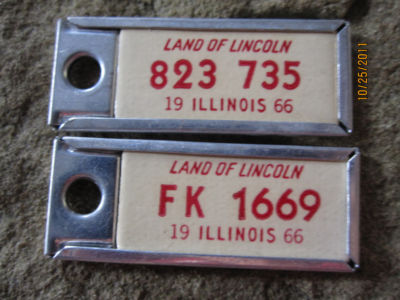 LAND OF LINCOLN
823 735
19 ILLINOIS 66
LAND OF LINCOLN
FK 1669
19 ILLINOIS 66
10/25/2011